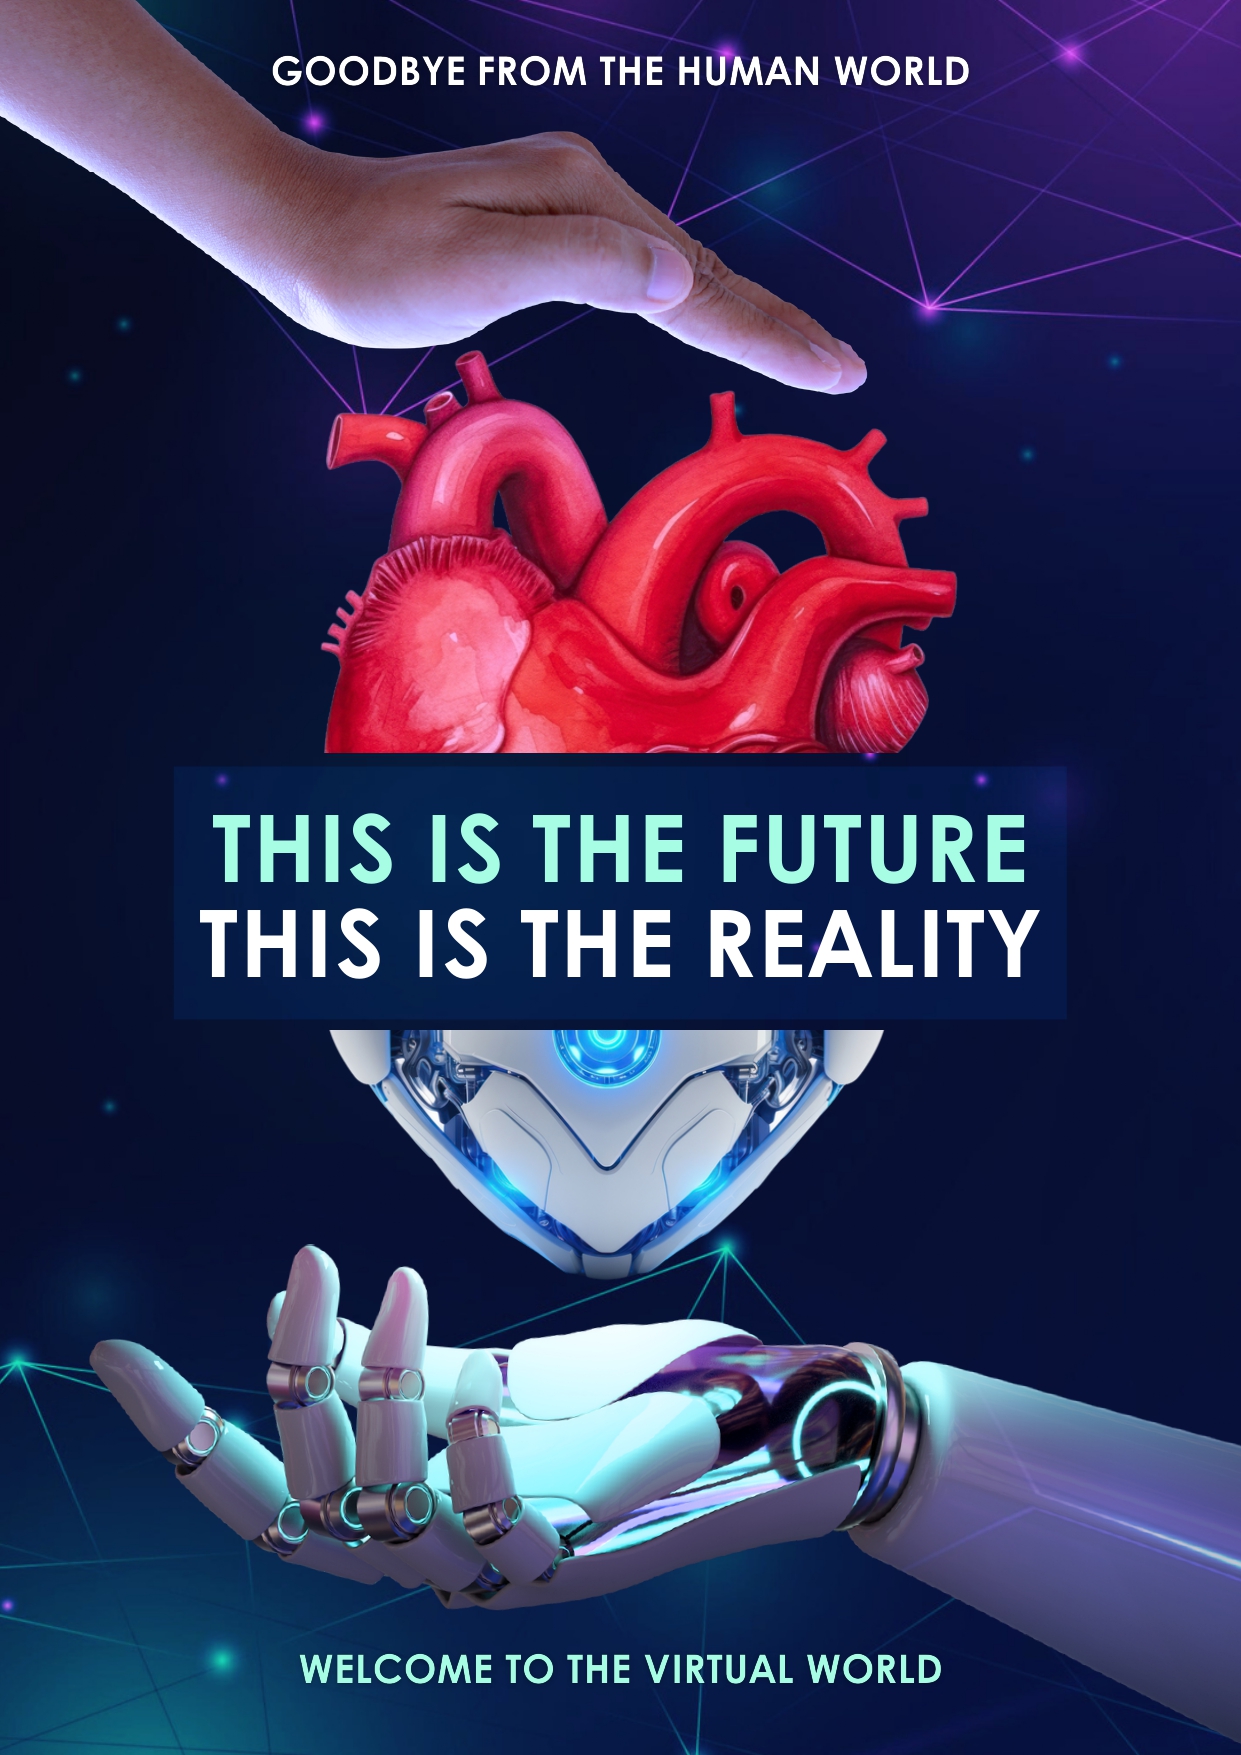 GOODBYE FROM THE HUMAN WORLD
THIS IS THE FUTURE
THIS IS THE REALITY
WELCOME TO THE VIRTUAL WORLD